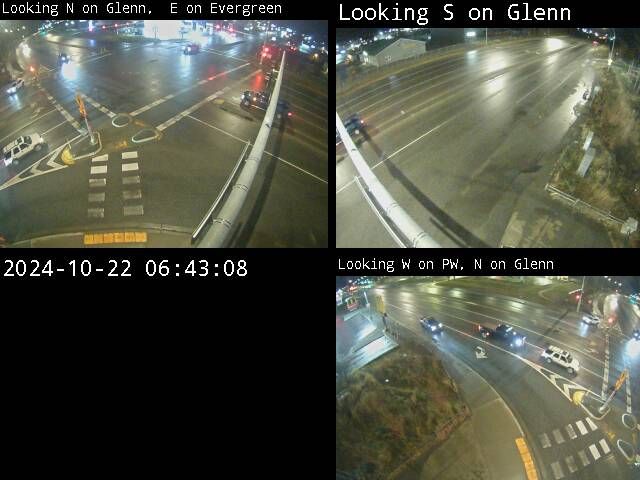 Looking N on Glenn,  E on Evergreen
Looking S on Glenn
2024-10-22 06:43:08
Looking W on PW, N on Glenn